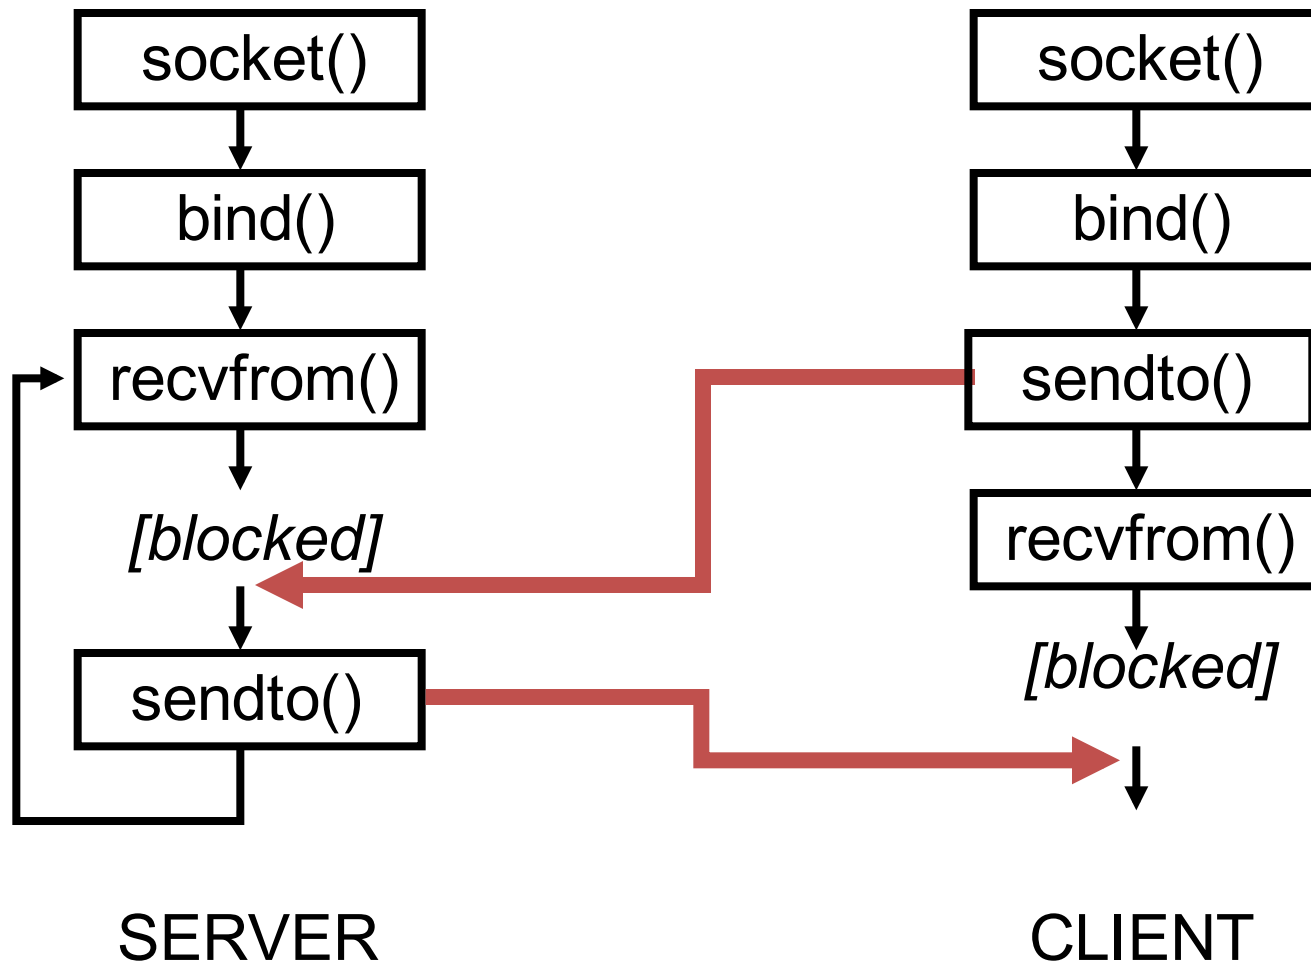 socket()
bind()
recvfrom()
[blocked]
sendto()
SERVER
socket()
bind()
sendto()
recvfrom()
[blocked]
CLIENT